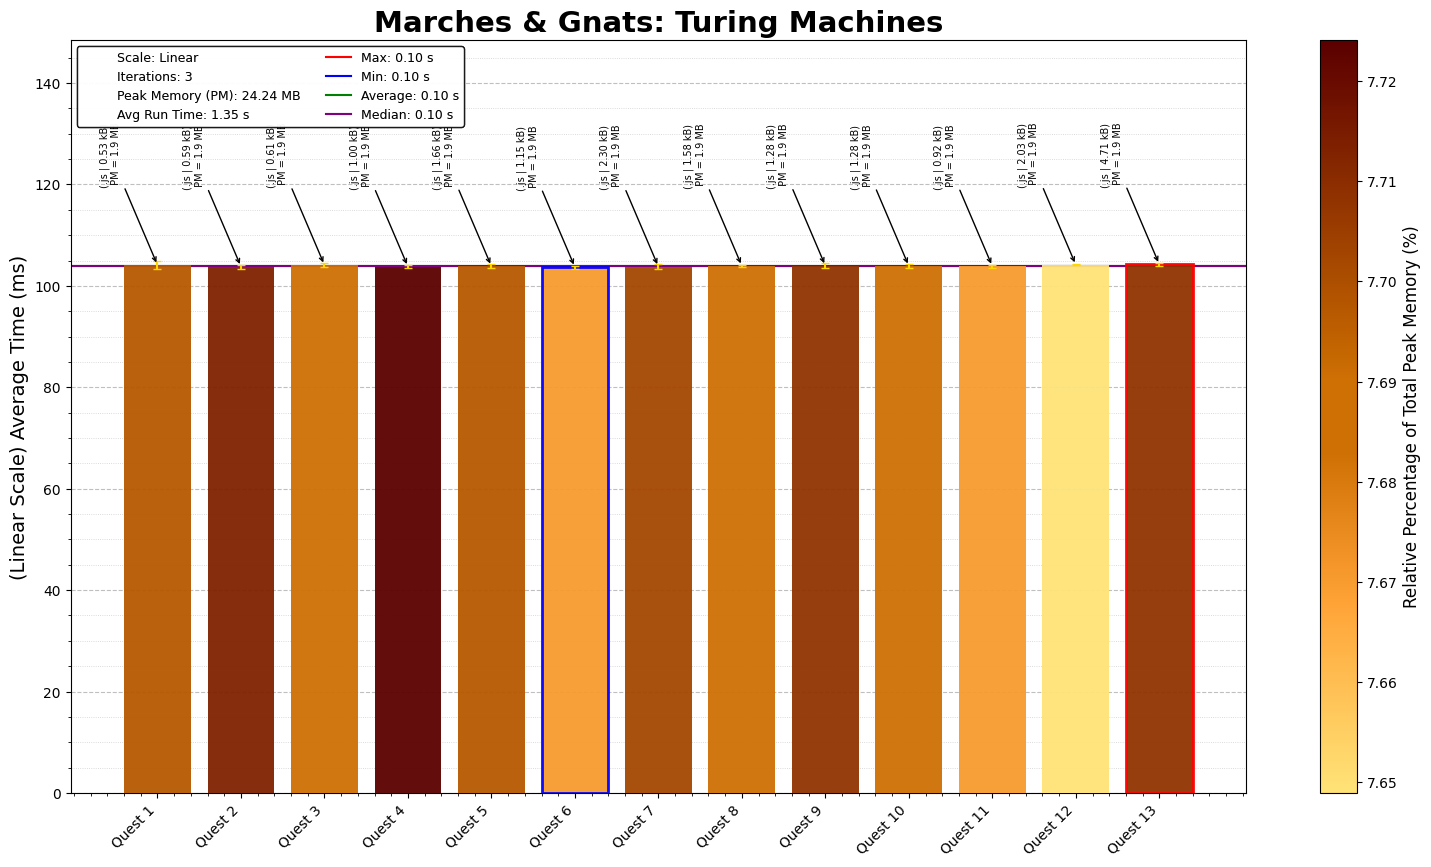 Marches & Gnats: Turing Machines
Scale: Linear
Iterations: 3
Peak Memory (PM): 24.24 MB
Avg Run Time: 1.35 s
Max: 0.10 s
Min: 0.10 s
Average: 0.10 s
Median: 0.10 s
(Linear Scale) Average Time (ms)
140
120
100
80
60
40
20
0
(.js | 0.53 kB)
PM = 1.9 MB
(.js | 0.59 kB)
PM = 1.9 MB
(.js | 0.61 kB)
PM = 1.9 MB
(.js | 1.00 kB)
PM = 1.9 MB
(.js | 1.66 kB)
PM = 1.9 MB
(.js | 1.15 kB)
PM = 1.9 MB
(.js | 2.30 kB)
PM = 1.9 MB
(.js | 1.58 kB)
PM = 1.9 MB
(.js | 1.28 kB)
PM = 1.9 MB
(.js | 1.28 kB)
PM = 1.9 MB
(.js | 0.92 kB)
PM = 1.9 MB
(.js | 2.03 kB)
PM = 1.9 MB
(.js | 4.71 kB)
PM = 1.9 MB
Quest 1
Quest 2
Quest 3
Quest 4
Quest 5
Quest 6
Quest 7
Quest 8
Quest 9
Quest 10
Quest 11
Quest 12
Quest 13
7.72
7.71
7.70
7.69
7.68
7.67
7.66
7.65
Relative Percentage of Total Peak Memory (%)